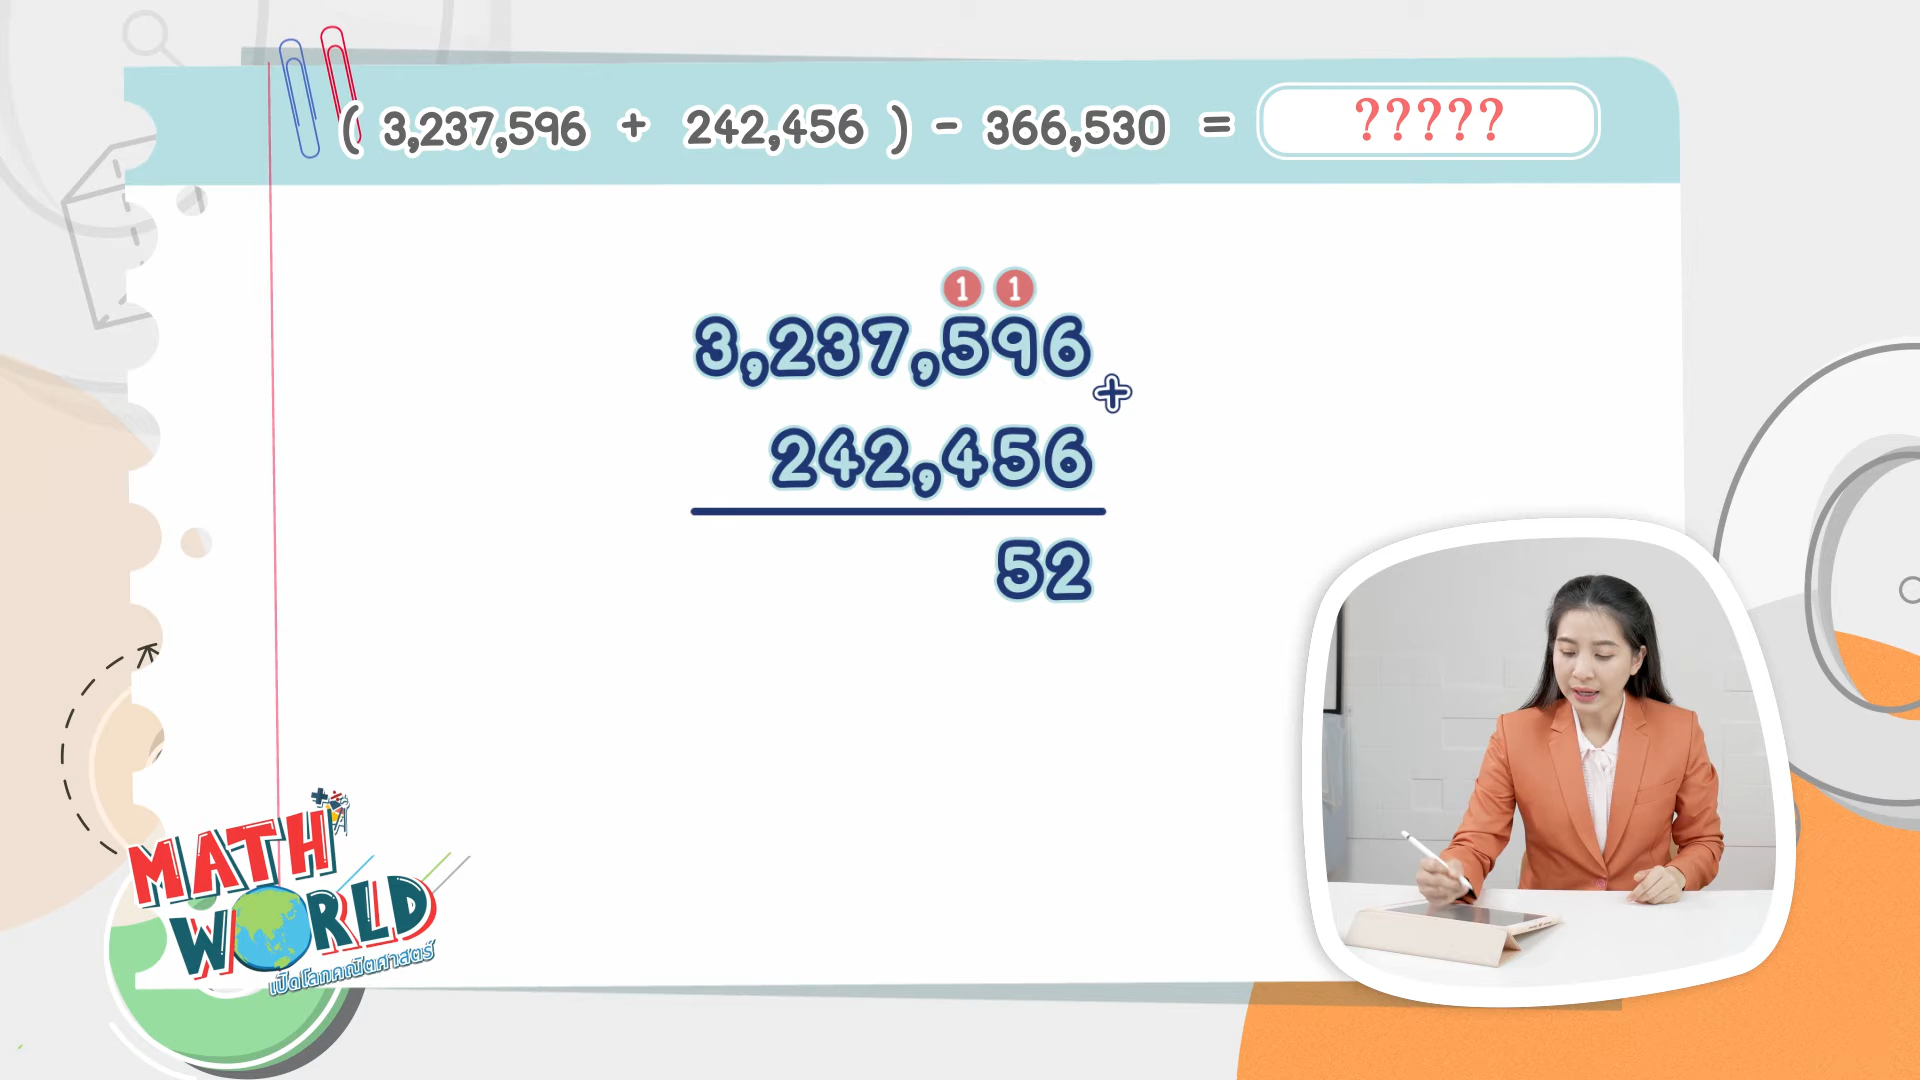 ( 3,237,596 + 242,456 ) - 366,530 = ?????
1 1
3,237,596
+
242,456
52
MATH
WORLD
เปิดโลกคณิตศาสตร์